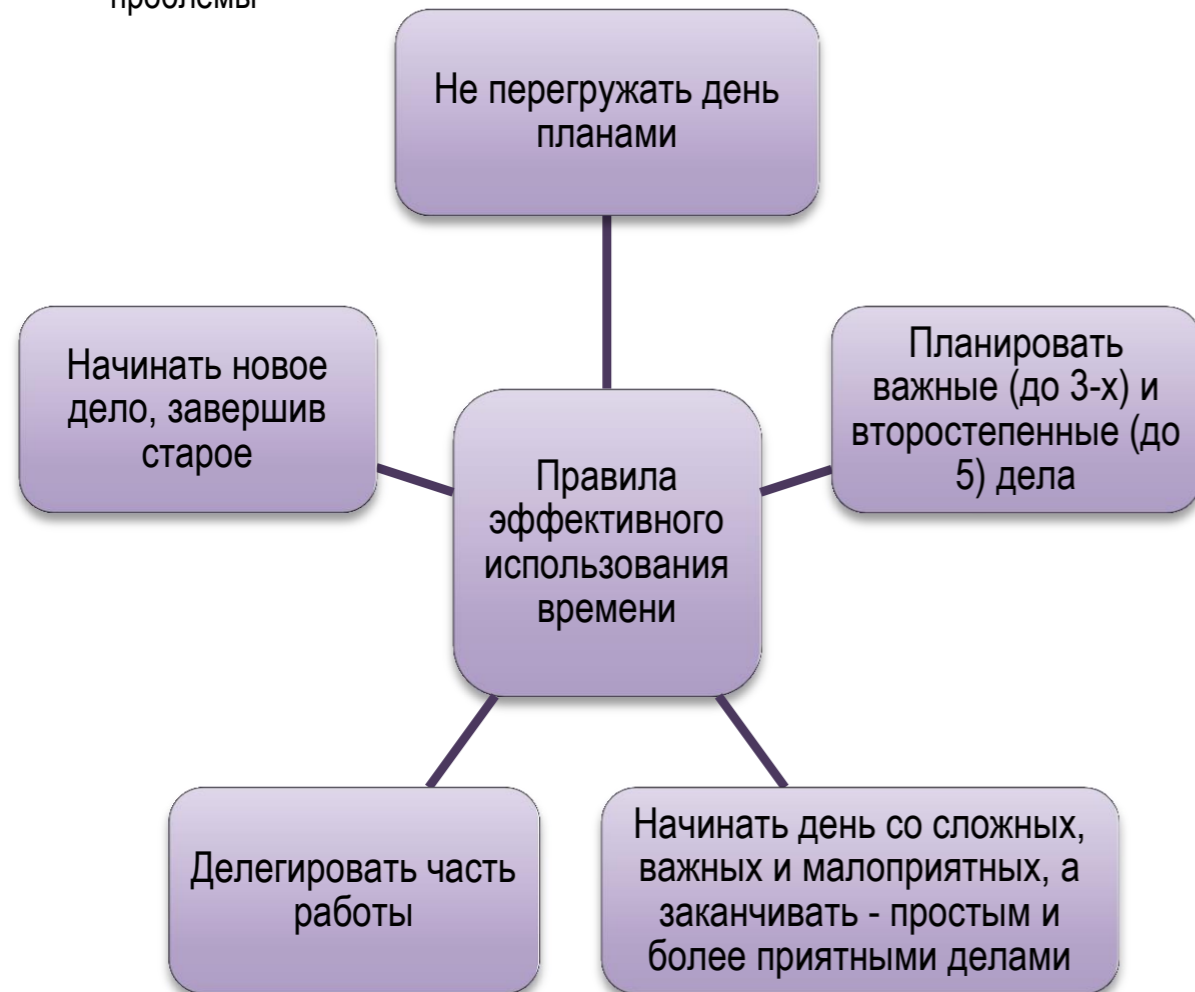 проблемы
Не перегружать день
планами
Начинать новое
дело, завершив
старое
Планировать
важные (до 3-х) и
второстепенные (до
5) дела
Правила
эффективного
использования
времени
Делегировать часть
работы
Начинать день со сложных,
важных и малоприятных, а
заканчивать - простым и
более приятными делами